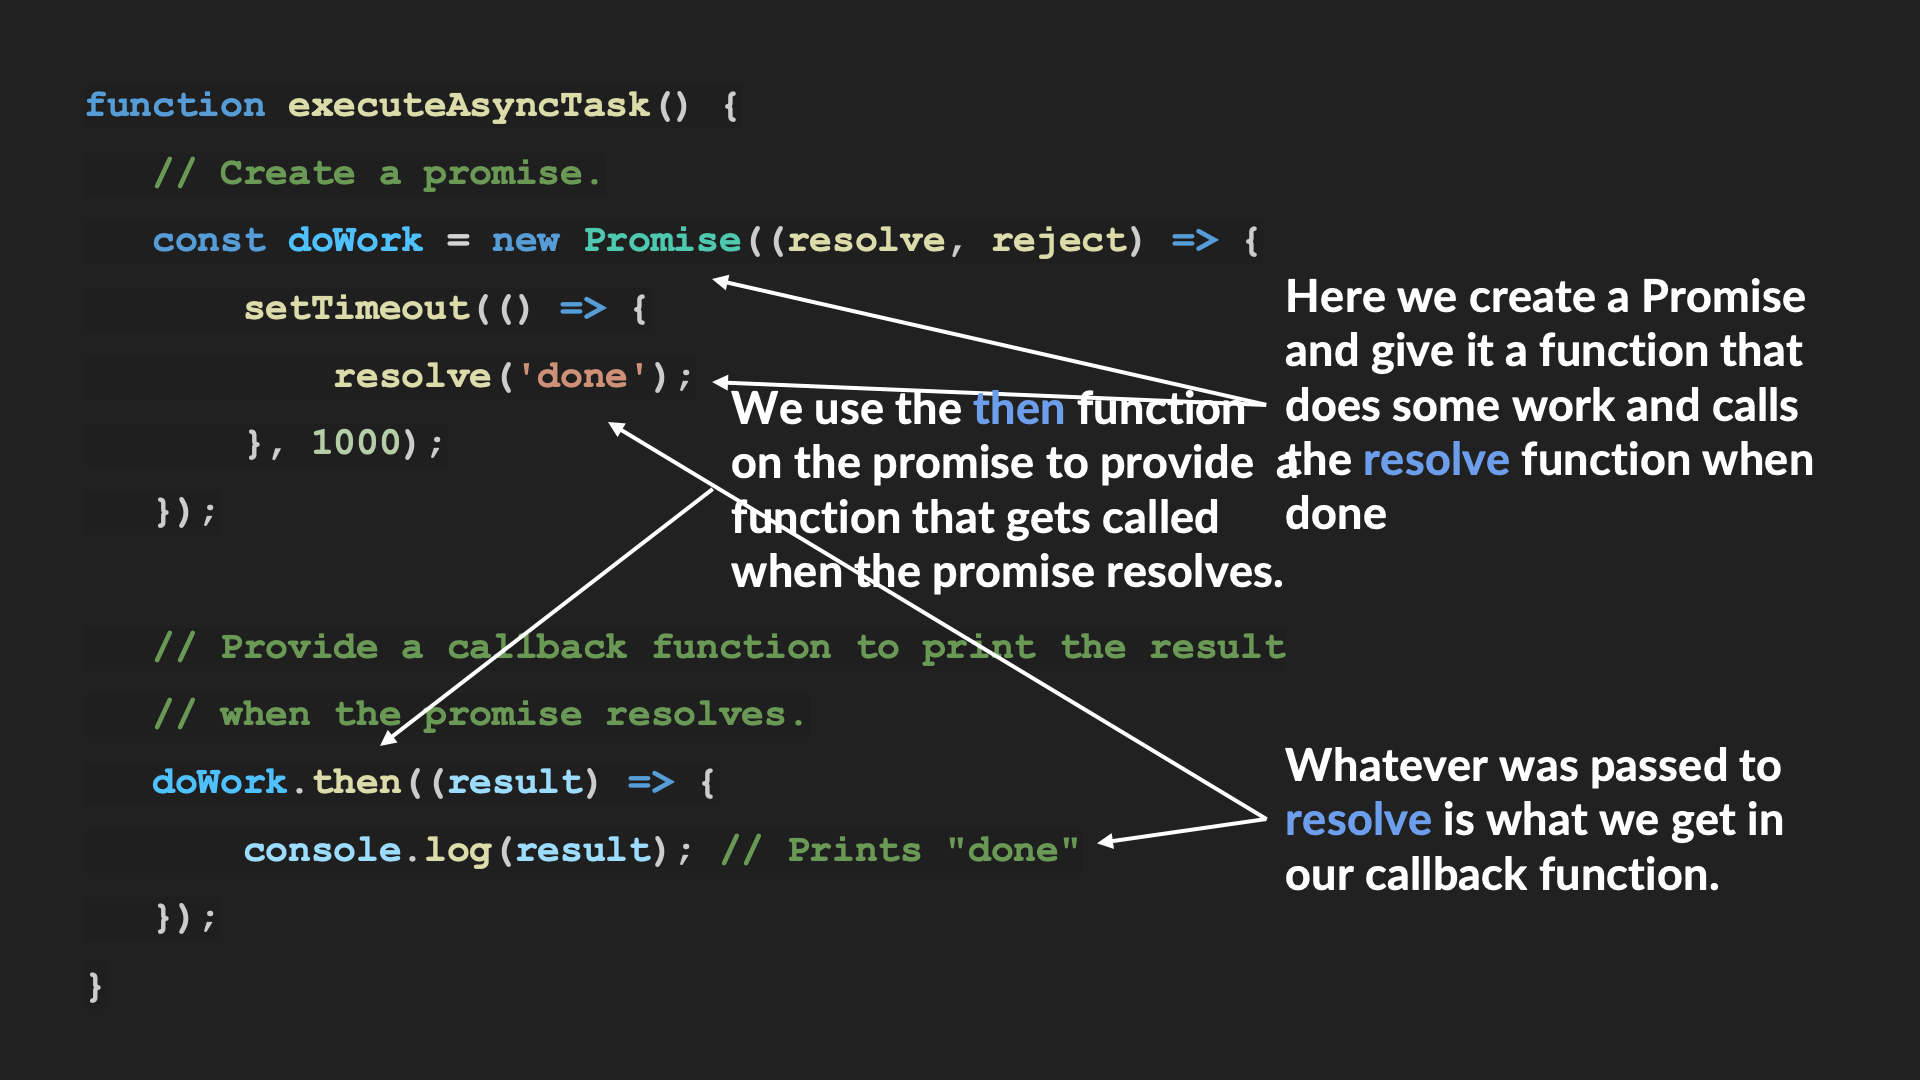 function executeAsyncTask() {
// Create a promise.
const doWork = new Promise((resolve, reject) => {
setTimeout(() => {
resolve('done');
}, 1000);
});
// Provide a callback function to print the result
// when the promise resolves.
doWork.then((result) => {
console.log(result); // Prints "done"
});
}
We use the then function
on the promise to provide a
function that gets called
when the promise resolves.
Here we create a Promise
and give it a function that
does some work and calls
the resolve function when
done
Whatever was passed to
resolve is what we get in
our callback function.